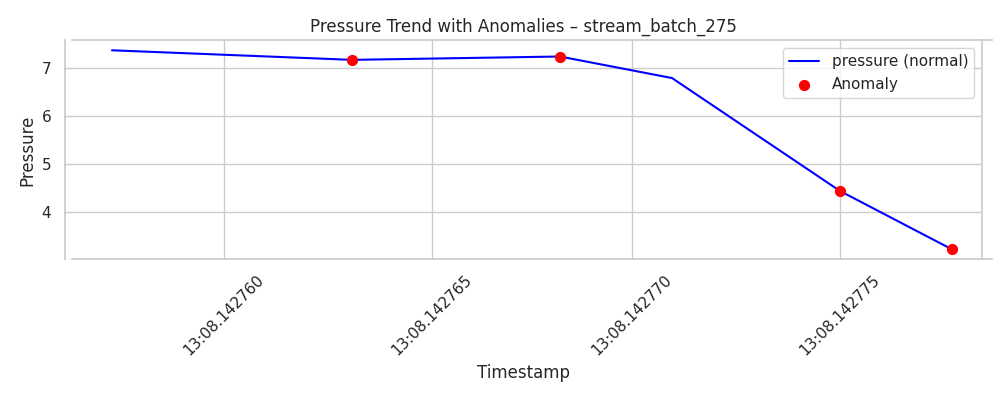 Pressure Trend with Anomalies – stream_batch_275
pressure (normal)
Anomaly
Pressure
7
6
5
4
13:08.142760
13:08.142765
13:08.142770
13:08.142775
Timestamp